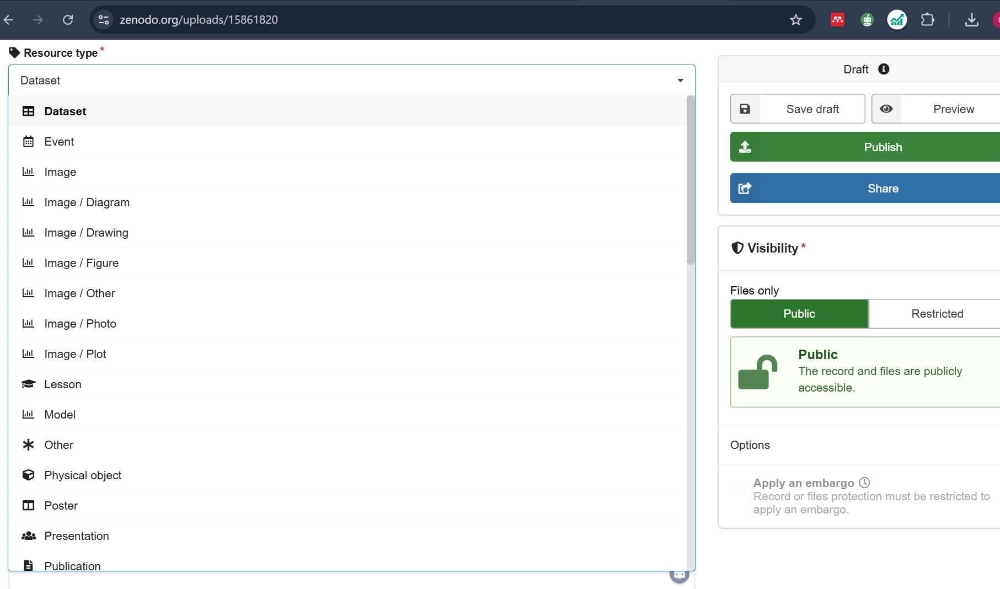 zenodo.org/uploads/15861820
Resource type *
Dataset
Dataset
Event
Image
Image / Diagram
Image / Drawing
Image / Figure
Image / Other
Image / Photo
Image / Plot
Lesson
Model
Other
Physical object
Poster
Presentation
Publication
Draft
Save draft
Preview
Publish
Share
Visibility *
Files only
Public
Restricted
Public
The record and files are publicly
accessible.
Options
Apply an embargo
Record or files protection must be restricted to
apply an embargo.